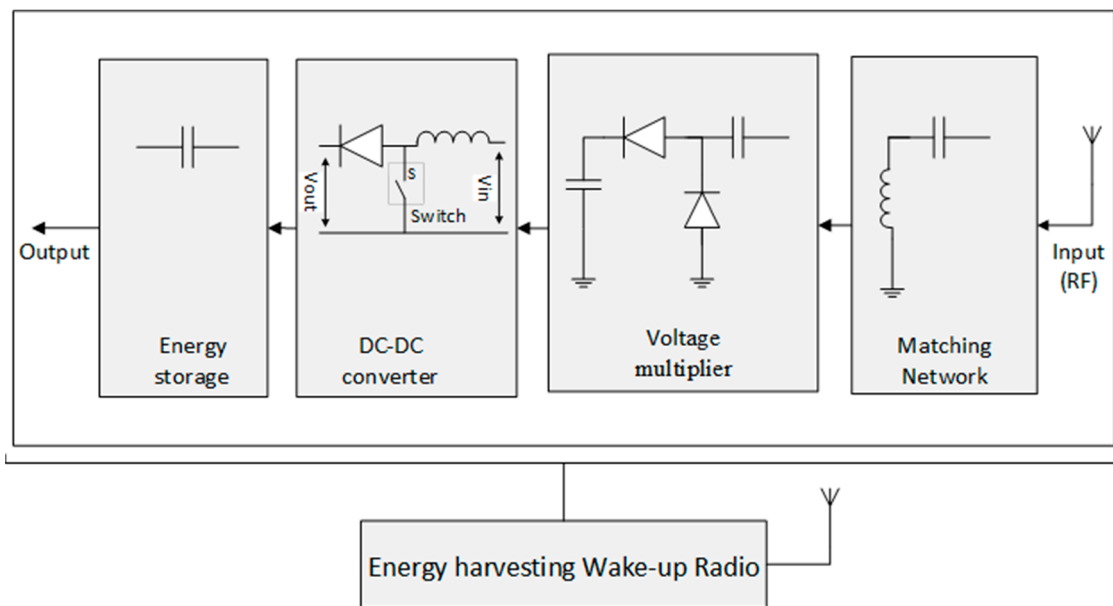 Vout
S
Switch
Vin
Output
Input
(RF)
Energy
storage
DC-DC
converter
Voltage
multiplier
Matching
Network
Energy harvesting Wake-up Radio